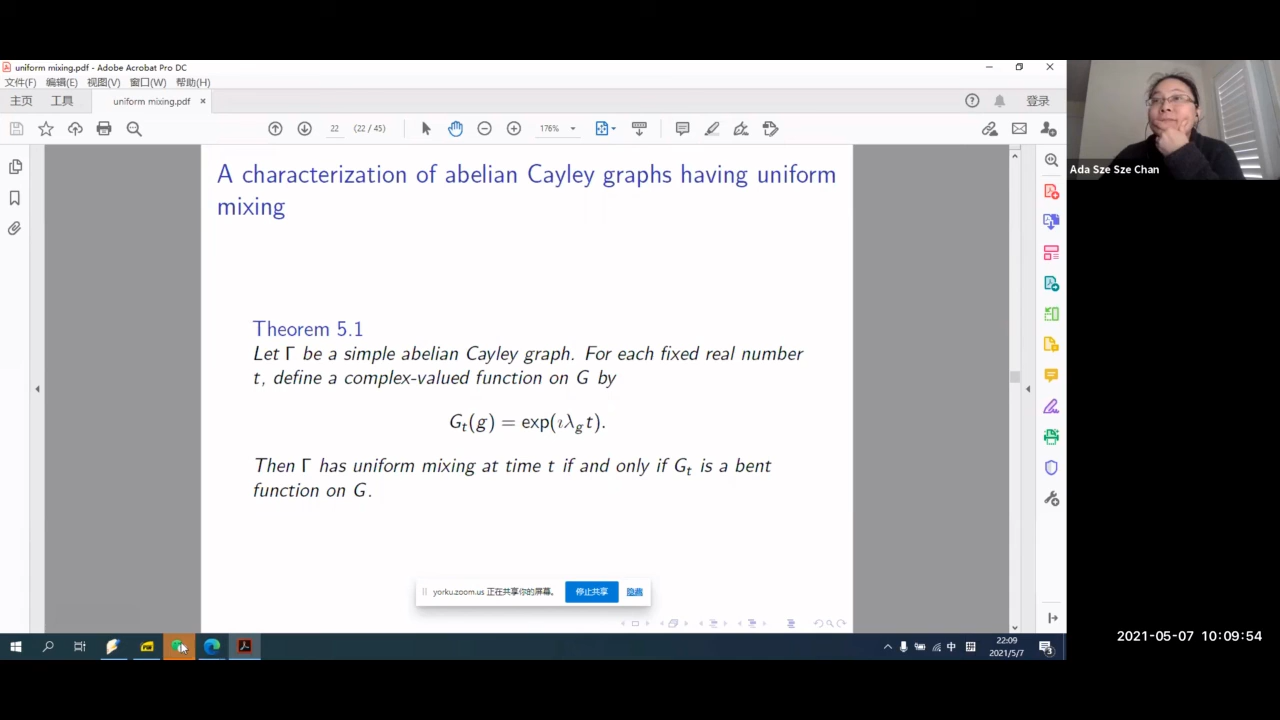 uniform mixing.pdf - Adobe Acrobat Pro DC
文件(F) 编辑(E) 视图(V) 窗口(W) 帮助(H)
主页 工具 uniform mixing.pdf × 登录
22 (22 / 45) 176%
Ada Sze Sze Chan
A characterization of abelian Cayley graphs having uniform
mixing
Theorem 5.1
Let Γ be a simple abelian Cayley graph. For each fixed real number
t, define a complex-valued function on G by
G_t(g) = exp(ıλ_g t).
Then Γ has uniform mixing at time t if and only if G_t is a bent
function on G.
yorku.zoom.us 正在共享你的屏幕。 停止共享 隐藏
2021-05-07 10:09:54
中 拼 22:09
2021/5/7 3